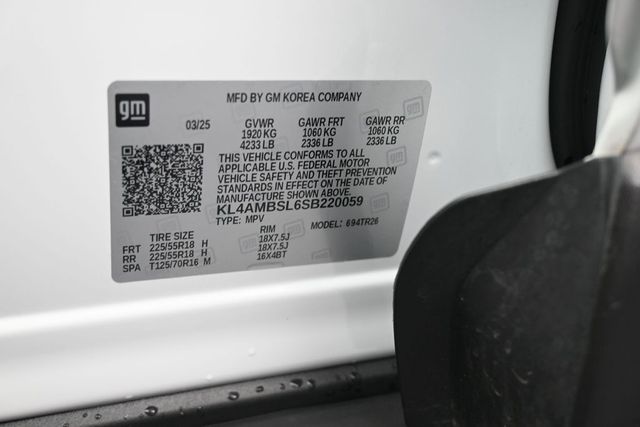 gm
MFD BY GM KOREA COMPANY
03/25 GVWR GAWR FRT GAWR RR
1920 KG 1060 KG 1060 KG
4233 LB 2336 LB 2336 LB
THIS VEHICLE CONFORMS TO ALL
APPLICABLE U.S. FEDERAL MOTOR
VEHICLE SAFETY AND THEFT PREVENTION
STANDARDS IN EFFECT ON THE DATE OF
MANUFACTURE SHOWN ABOVE.
KL4AMBSL6SB220059
TYPE: MPV MODEL: 694TR26
TIRE SIZE RIM
FRT 225/55R18 H 18X7.5J
RR 225/55R18 H 18X7.5J
SPA T125/70R16 M 16X4BT